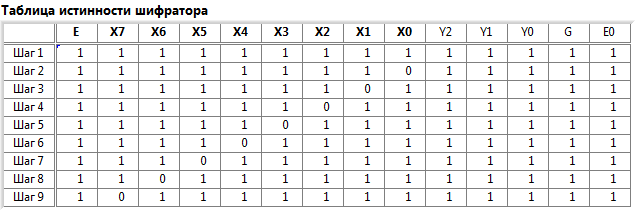 Таблица истинности шифратора
E X7 X6 X5 X4 X3 X2 X1 X0 Y2 Y1 Y0 G E0
Шаг 1 1 1 1 1 1 1 1 1 1 1 1 1 1 1
Шаг 2 1 1 1 1 1 1 1 1 0 1 1 1 1 1
Шаг 3 1 1 1 1 1 1 1 0 1 1 1 1 1 1
Шаг 4 1 1 1 1 1 1 0 1 1 1 1 1 1 1
Шаг 5 1 1 1 1 1 0 1 1 1 1 1 1 1 1
Шаг 6 1 1 1 1 0 1 1 1 1 1 1 1 1 1
Шаг 7 1 1 1 0 1 1 1 1 1 1 1 1 1 1
Шаг 8 1 1 0 1 1 1 1 1 1 1 1 1 1 1
Шаг 9 1 0 1 1 1 1 1 1 1 1 1 1 1 1